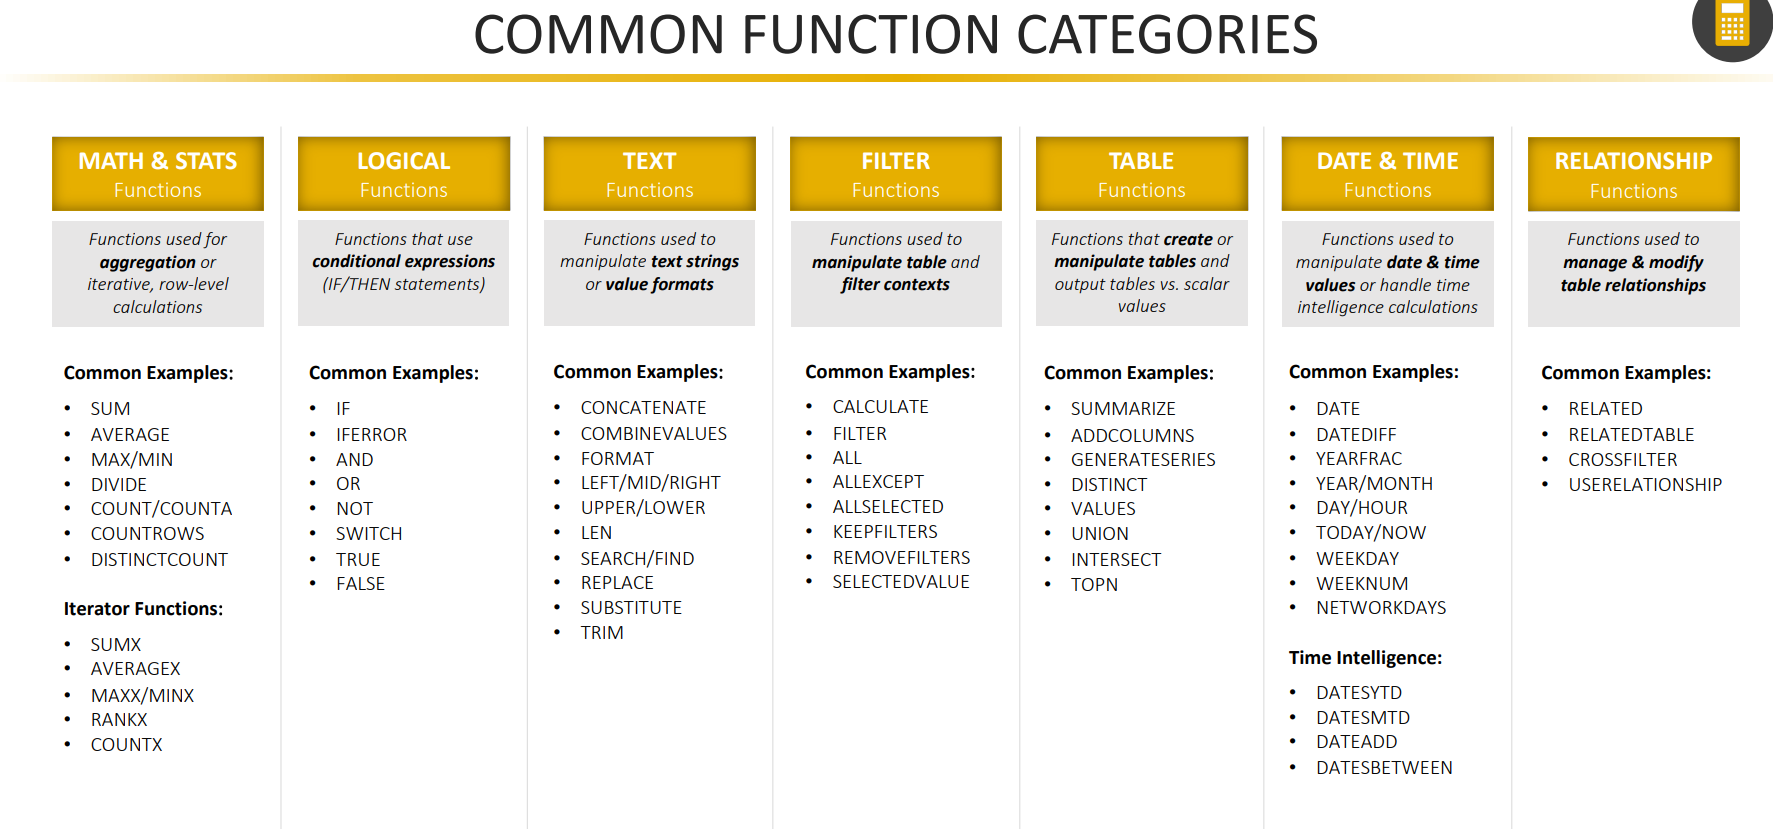 COMMON FUNCTION CATEGORIES
MATH & STATS
Functions
Functions used for
aggregation or
iterative, row-level
calculations
Common Examples:
• SUM
• AVERAGE
• MAX/MIN
• DIVIDE
• COUNT/COUNTA
• COUNTROWS
• DISTINCTCOUNT
Iterator Functions:
• SUMX
• AVERAGEX
• MAXX/MINX
• RANKX
• COUNTX
LOGICAL
Functions
Functions that use
conditional expressions
(IF/THEN statements)
Common Examples:
• IF
• IFERROR
• AND
• OR
• NOT
• SWITCH
• TRUE
• FALSE
TEXT
Functions
Functions used to
manipulate text strings
or value formats
Common Examples:
• CONCATENATE
• COMBINEVALUES
• FORMAT
• LEFT/MID/RIGHT
• UPPER/LOWER
• LEN
• SEARCH/FIND
• REPLACE
• SUBSTITUTE
• TRIM
FILTER
Functions
Functions used to
manipulate table and
filter contexts
Common Examples:
• CALCULATE
• FILTER
• ALL
• ALLEXCEPT
• ALLSELECTED
• KEEPFILTERS
• REMOVEFILTERS
• SELECTEDVALUE
TABLE
Functions
Functions that create or
manipulate tables and
output tables vs. scalar
values
Common Examples:
• SUMMARIZE
• ADDCOLUMNS
• GENERATESERIES
• DISTINCT
• VALUES
• UNION
• INTERSECT
• TOPN
DATE & TIME
Functions
Functions used to
manipulate date & time
values or handle time
intelligence calculations
Common Examples:
• DATE
• DATEDIFF
• YEARFRAC
• YEAR/MONTH
• DAY/HOUR
• TODAY/NOW
• WEEKDAY
• WEEKNUM
• NETWORKDAYS
Time Intelligence:
• DATESYTD
• DATESMTD
• DATEADD
• DATESBETWEEN
RELATIONSHIP
Functions
Functions used to
manage & modify
table relationships
Common Examples:
• RELATED
• RELATEDTABLE
• CROSSFILTER
• USERELATIONSHIP